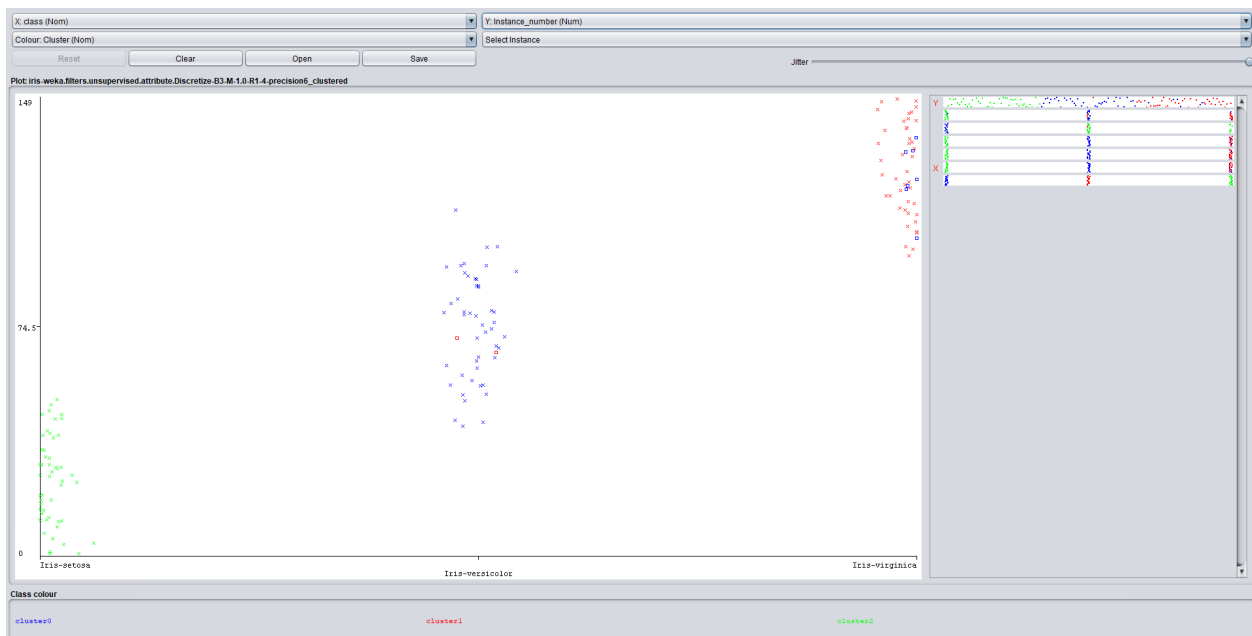 X: class (Nom)
Y: Instance_number (Num)
Colour: Cluster (Nom)
Select Instance
Reset
Clear
Open
Save
Jitter
Plot: iris-weka.filters.unsupervised.attribute.Discretize-B3-M-1.0-R1-4-precision6_clustered
149
74.5
0
Iris-setosa
Iris-versicolor
Iris-virginica
Y
X
Class colour
cluster0
cluster1
cluster2